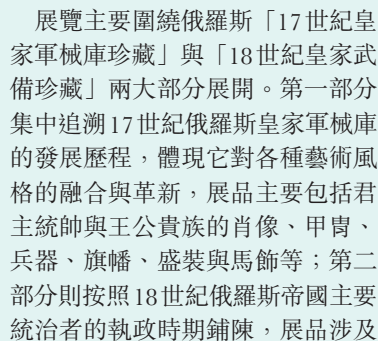 展覽主要圍繞俄羅斯「17世紀皇
家軍械庫珍藏」與「18世紀皇家武
備珍藏」兩大部分展開。第一部分
集中追溯17世紀俄羅斯皇家軍械庫
的發展歷程，體現它對各種藝術風
格的融合與革新，展品主要包括君
主統帥與王公貴族的肖像、甲冑、
兵器、旗幡、盛裝與馬飾等；第二
部分則按照18世紀俄羅斯帝國主要
統治者的執政時期鋪陳，展品涉及